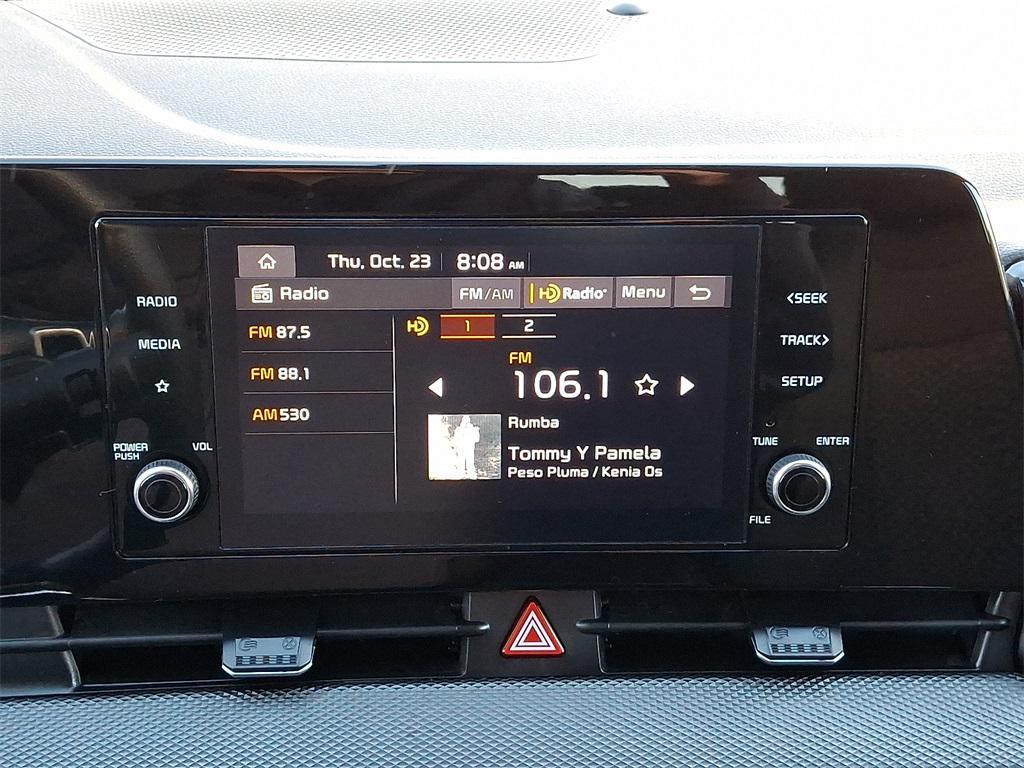 Thu, Oct. 23 8:08 AM
Radio FM/AM HD Radio Menu
RADIO
MEDIA
POWER PUSH
VOL
FM 87.5
FM 88.1
AM 530
HD 1 2
FM
106.1
Rumba
Tommy Y Pamela
Peso Pluma / Kenia Os
<SEEK
TRACK>
SETUP
TUNE ENTER
FILE